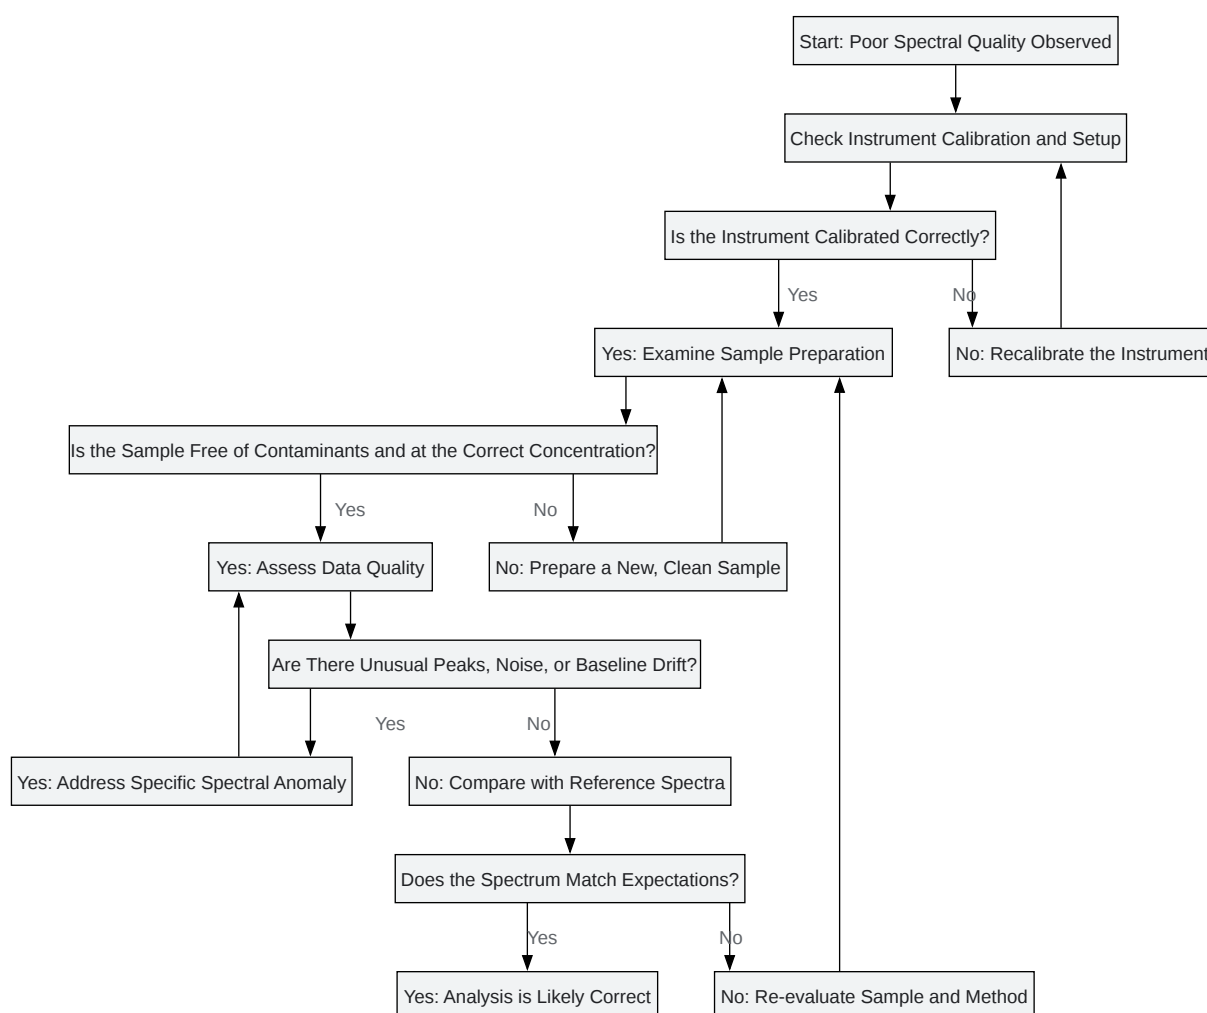 Start: Poor Spectral Quality Observed
Check Instrument Calibration and Setup
Is the Instrument Calibrated Correctly?
Yes
No
Yes: Examine Sample Preparation
No: Recalibrate the Instrument
Is the Sample Free of Contaminants and at the Correct Concentration?
Yes
No
Yes: Assess Data Quality
No: Prepare a New, Clean Sample
Are There Unusual Peaks, Noise, or Baseline Drift?
Yes
No
Yes: Address Specific Spectral Anomaly
No: Compare with Reference Spectra
Does the Spectrum Match Expectations?
Yes
No
Yes: Analysis is Likely Correct
No: Re-evaluate Sample and Method